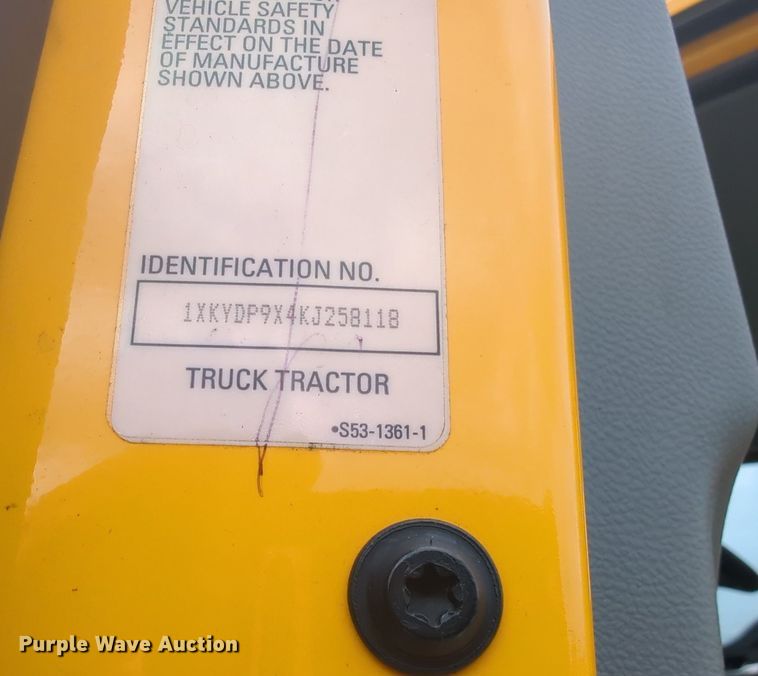 VEHICLE SAFETY
STANDARDS IN
EFFECT ON THE DATE
OF MANUFACTURE
SHOWN ABOVE.
IDENTIFICATION NO.
1XKYDP9X4KJ258118
TRUCK TRACTOR
•S53-1361-1
Purple Wave Auction